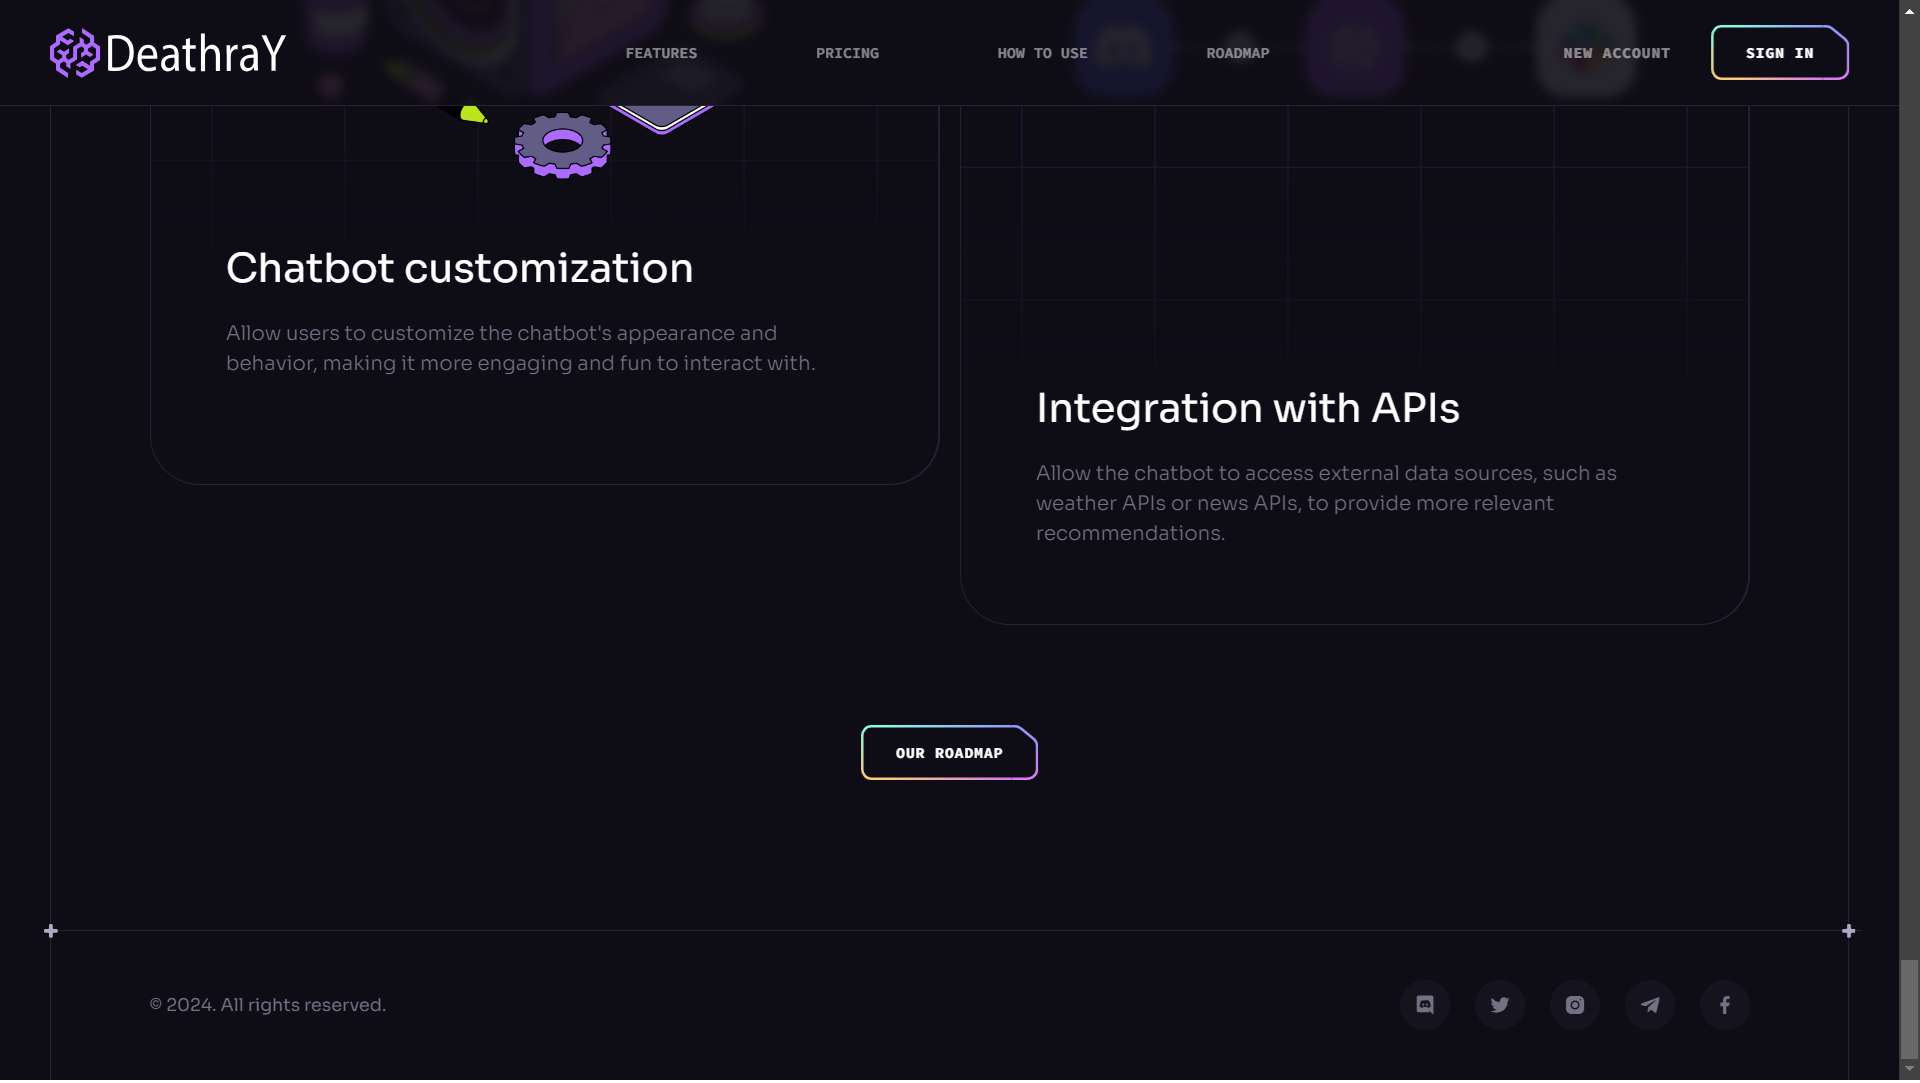 DeathraY
FEATURES
PRICING
HOW TO USE
ROADMAP
NEW ACCOUNT
SIGN IN
Chatbot customization
Allow users to customize the chatbot's appearance and
behavior, making it more engaging and fun to interact with.
Integration with APIs
Allow the chatbot to access external data sources, such as
weather APIs or news APIs, to provide more relevant
recommendations.
OUR ROADMAP
© 2024. All rights reserved.